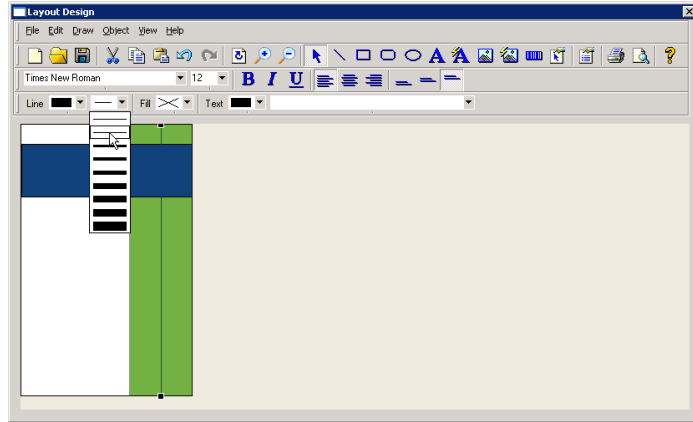 Layout Design
File Edit Draw Object View Help
A A ?
Times New Roman 12 B I U
Line Fill Text